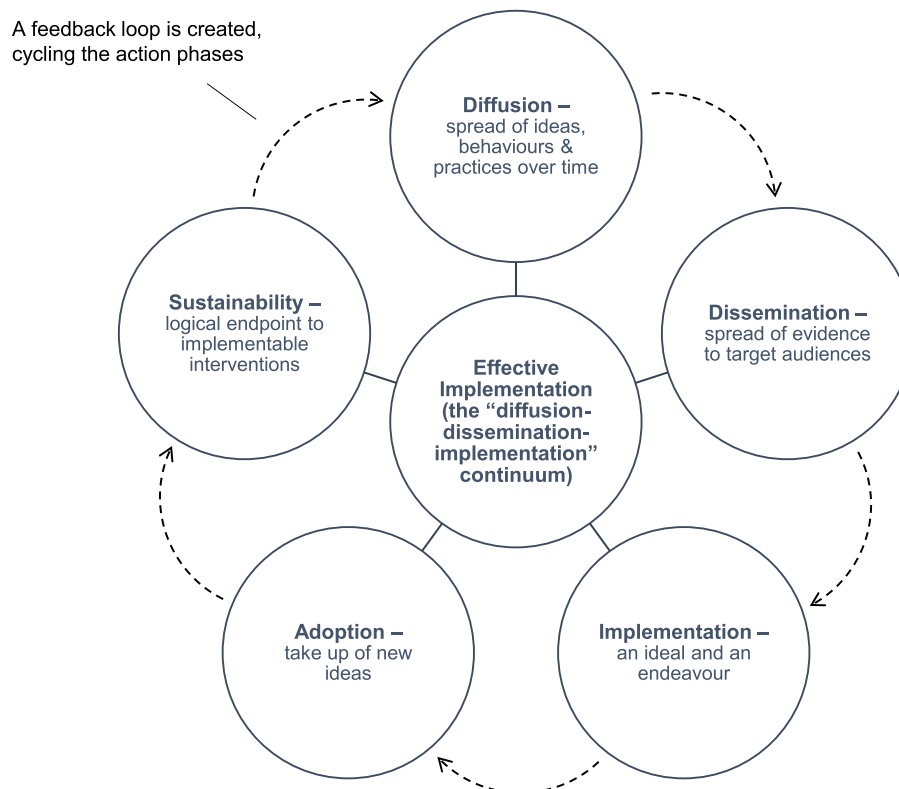 A feedback loop is created,
cycling the action phases
Diffusion –
spread of ideas,
behaviours &
practices over time
Dissemination –
spread of evidence
to target audiences
Implementation –
an ideal and an
endeavour
Adoption –
take up of new
ideas
Sustainability –
logical endpoint to
implementable
interventions
Effective
Implementation
(the “diffusion-
dissemination-
implementation”
continuum)